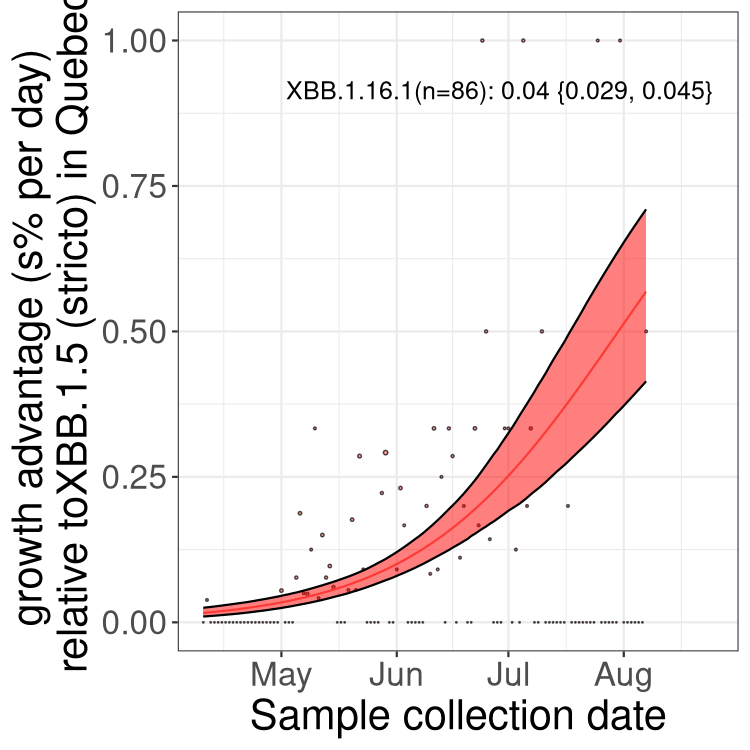 growth advantage (s% per day)
relative toXBB.1.5 (stricto) in Quebec
1.00
0.75
0.50
0.25
0.00
XBB.1.16.1(n=86): 0.04 {0.029, 0.045}
May Jun Jul Aug
Sample collection date